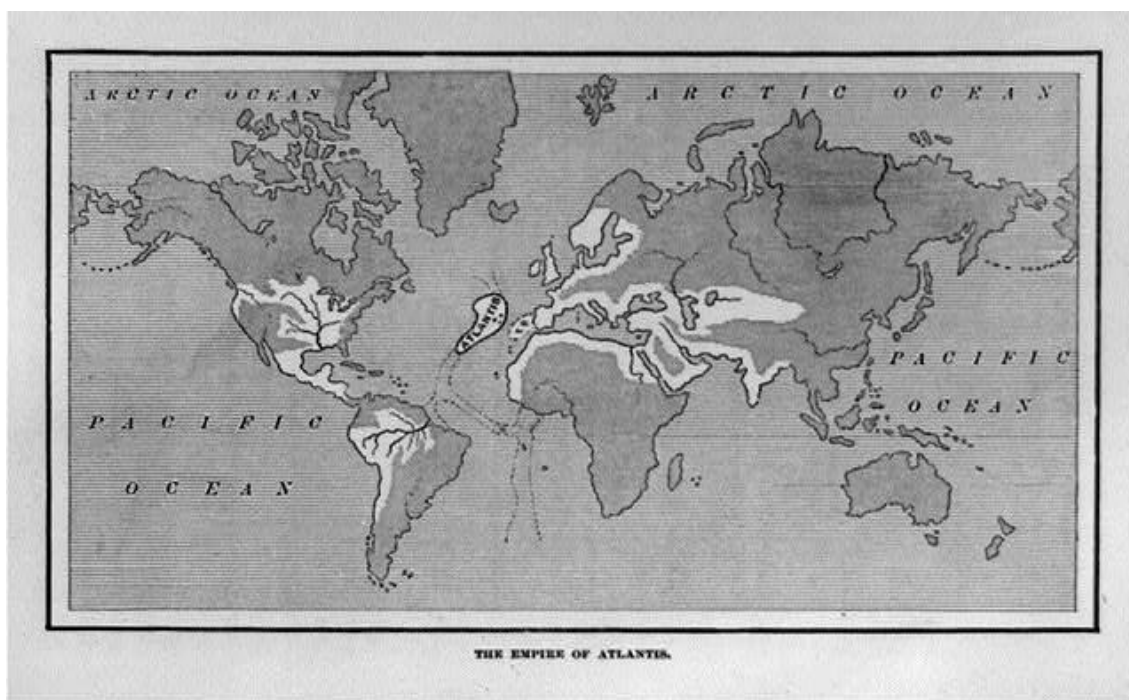 ARCTIC OCEAN
ARCTIC OCEAN
ATLANTIS
PACIFIC
OCEAN
PACIFIC
OCEAN
THE EMPIRE OF ATLANTIS.